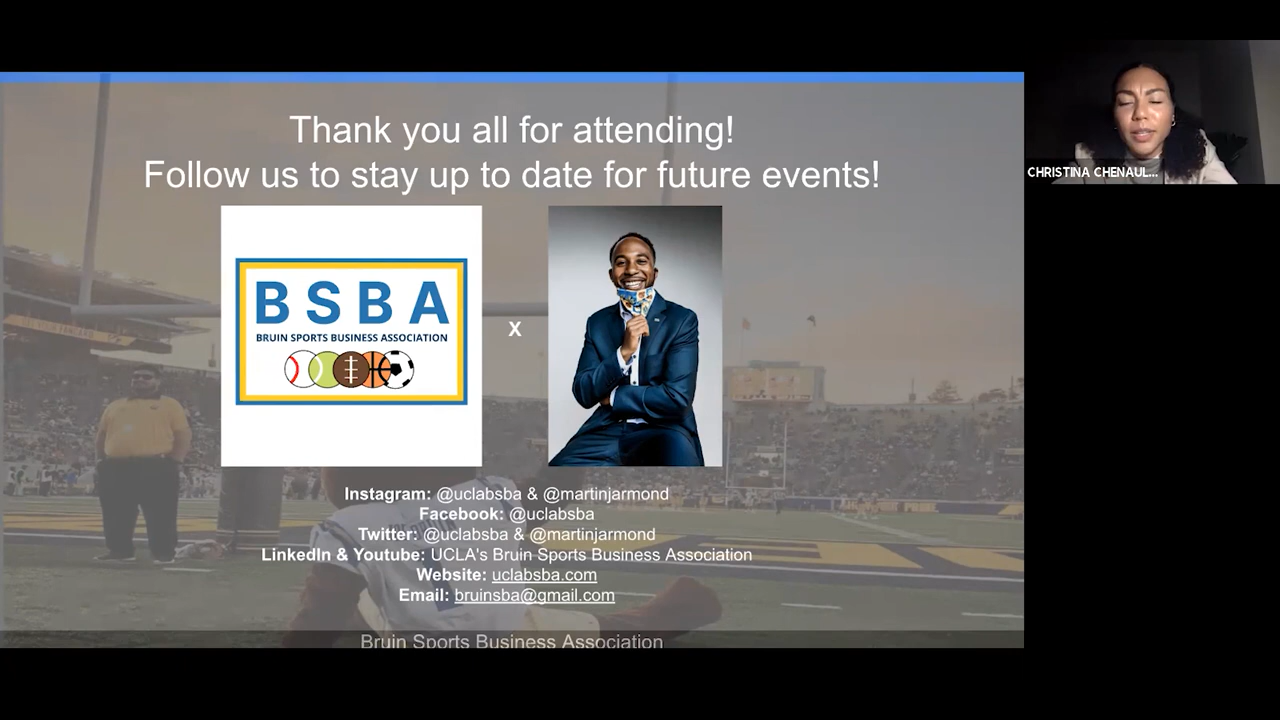 Thank you all for attending!
Follow us to stay up to date for future events!
CHRISTINA CHENAUL...
BSBA
BRUIN SPORTS BUSINESS ASSOCIATION
X
Instagram: @uclabsba & @martinjarmond
Facebook: @uclabsba
Twitter: @uclabsba & @martinjarmond
LinkedIn & Youtube: UCLA's Bruin Sports Business Association
Website: uclabsba.com
Email: bruinsba@gmail.com
Bruin Sports Business Association